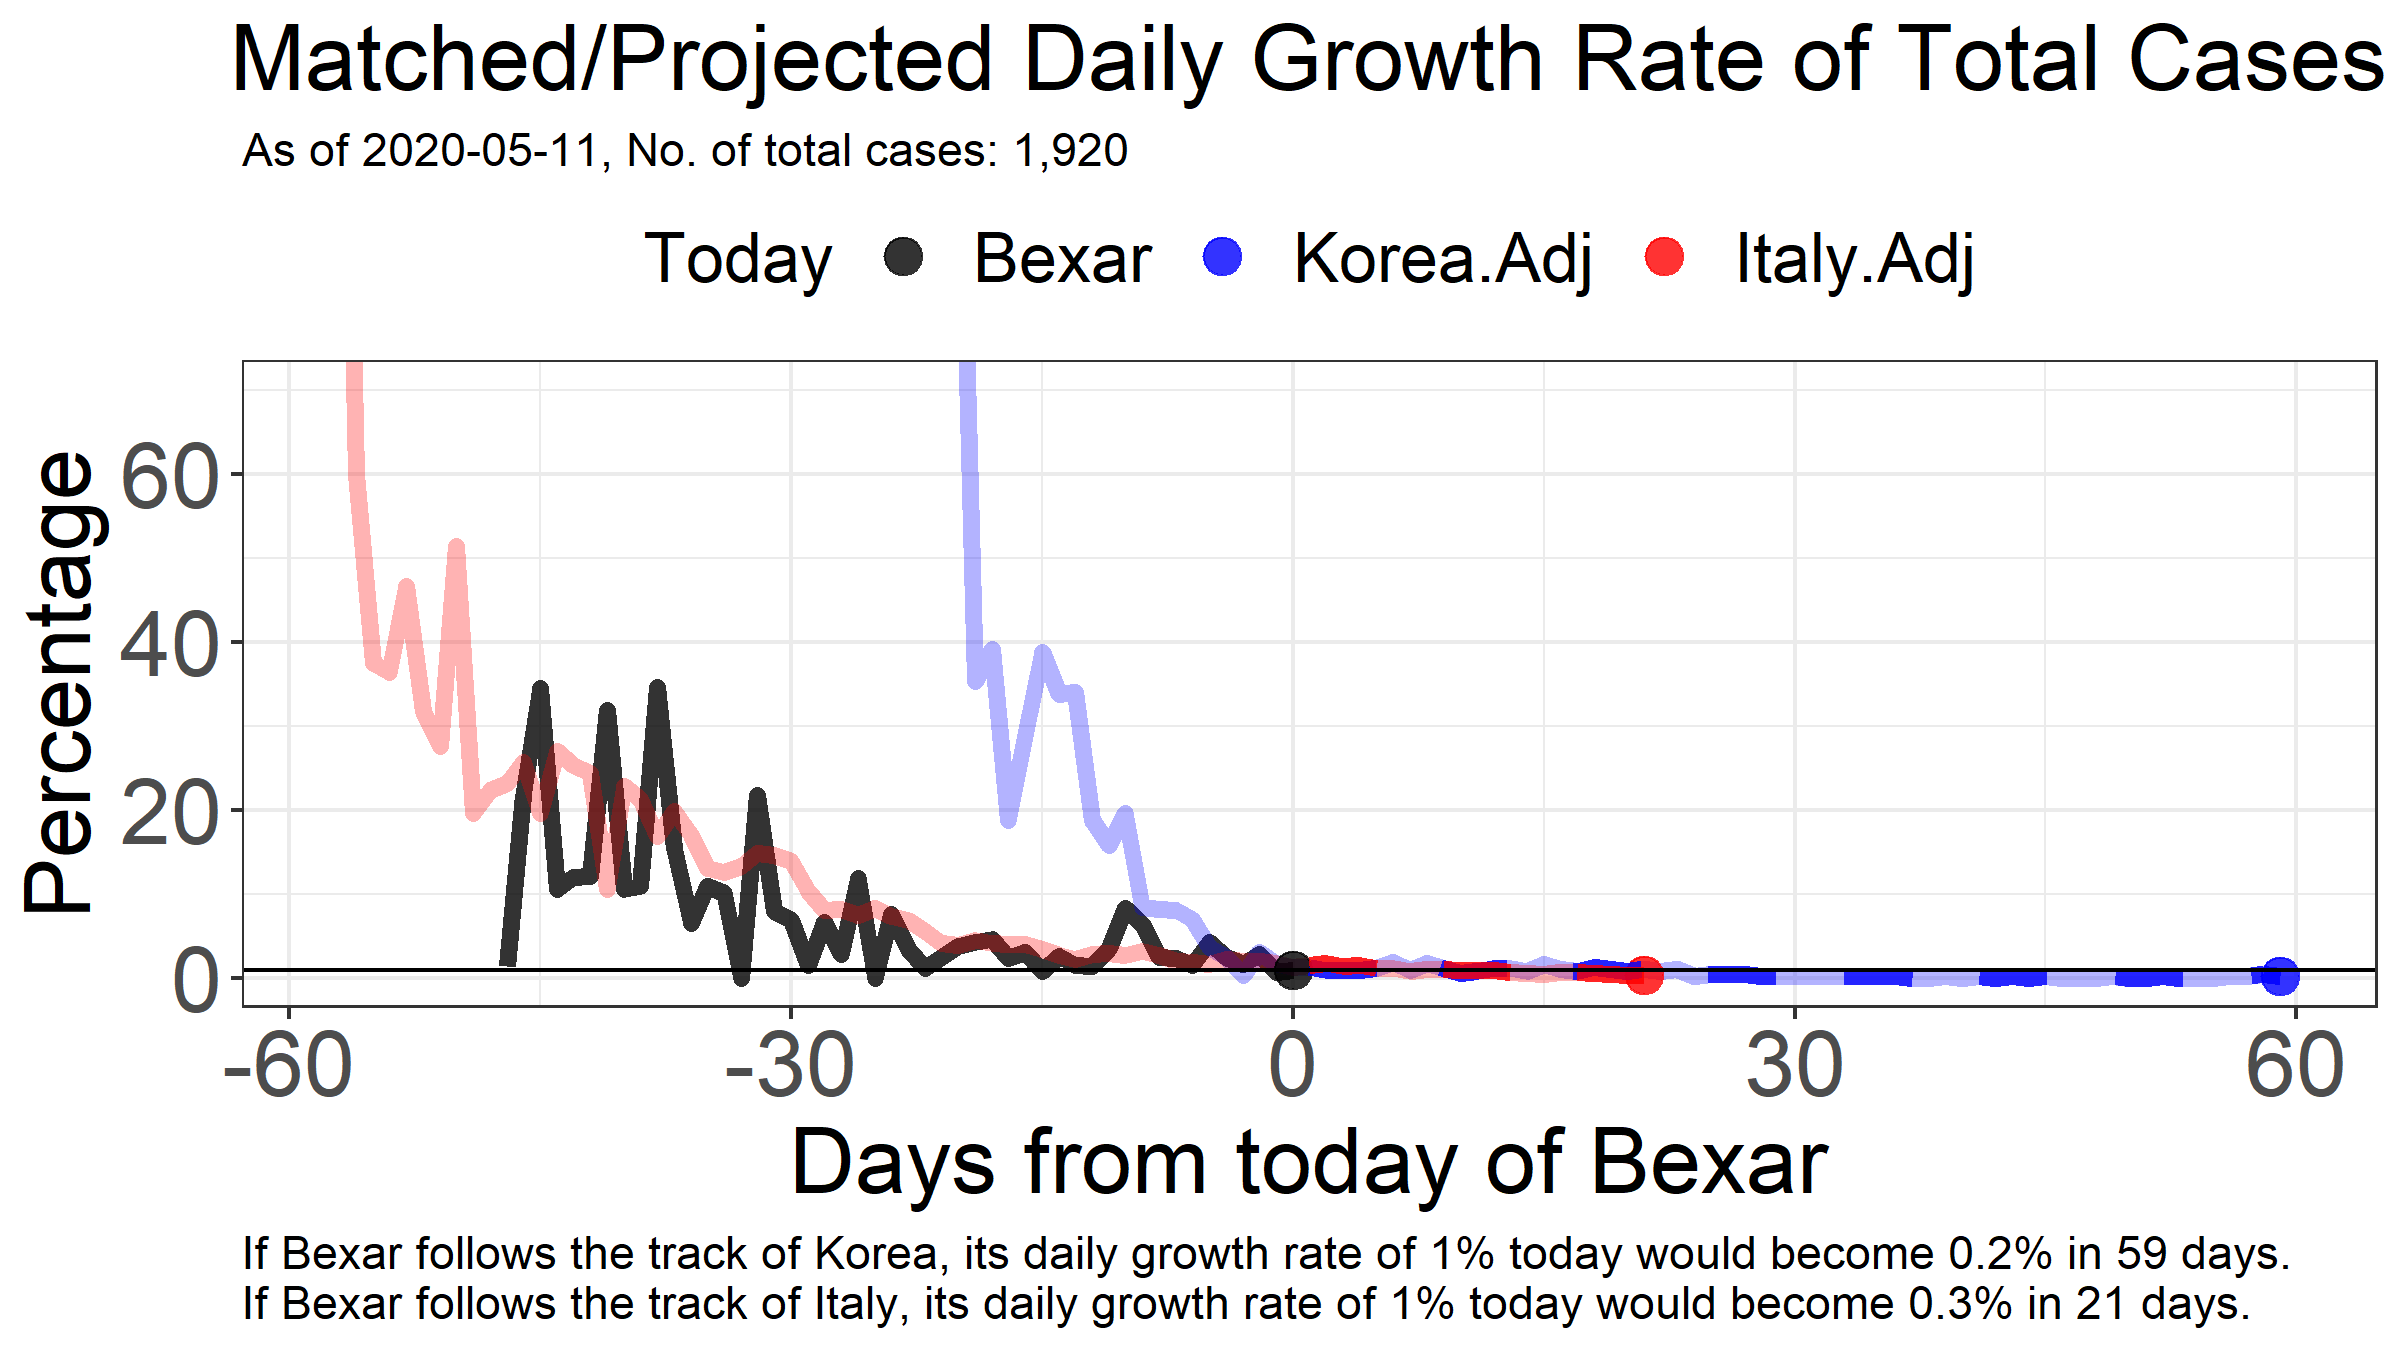 Matched/Projected Daily Growth Rate of Total Cases
As of 2020-05-11, No. of total cases: 1,920
Today Bexar Korea.Adj Italy.Adj
Percentage
60
40
20
0
-60 -30 0 30 60
Days from today of Bexar
If Bexar follows the track of Korea, its daily growth rate of 1% today would become 0.2% in 59 days.
If Bexar follows the track of Italy, its daily growth rate of 1% today would become 0.3% in 21 days.